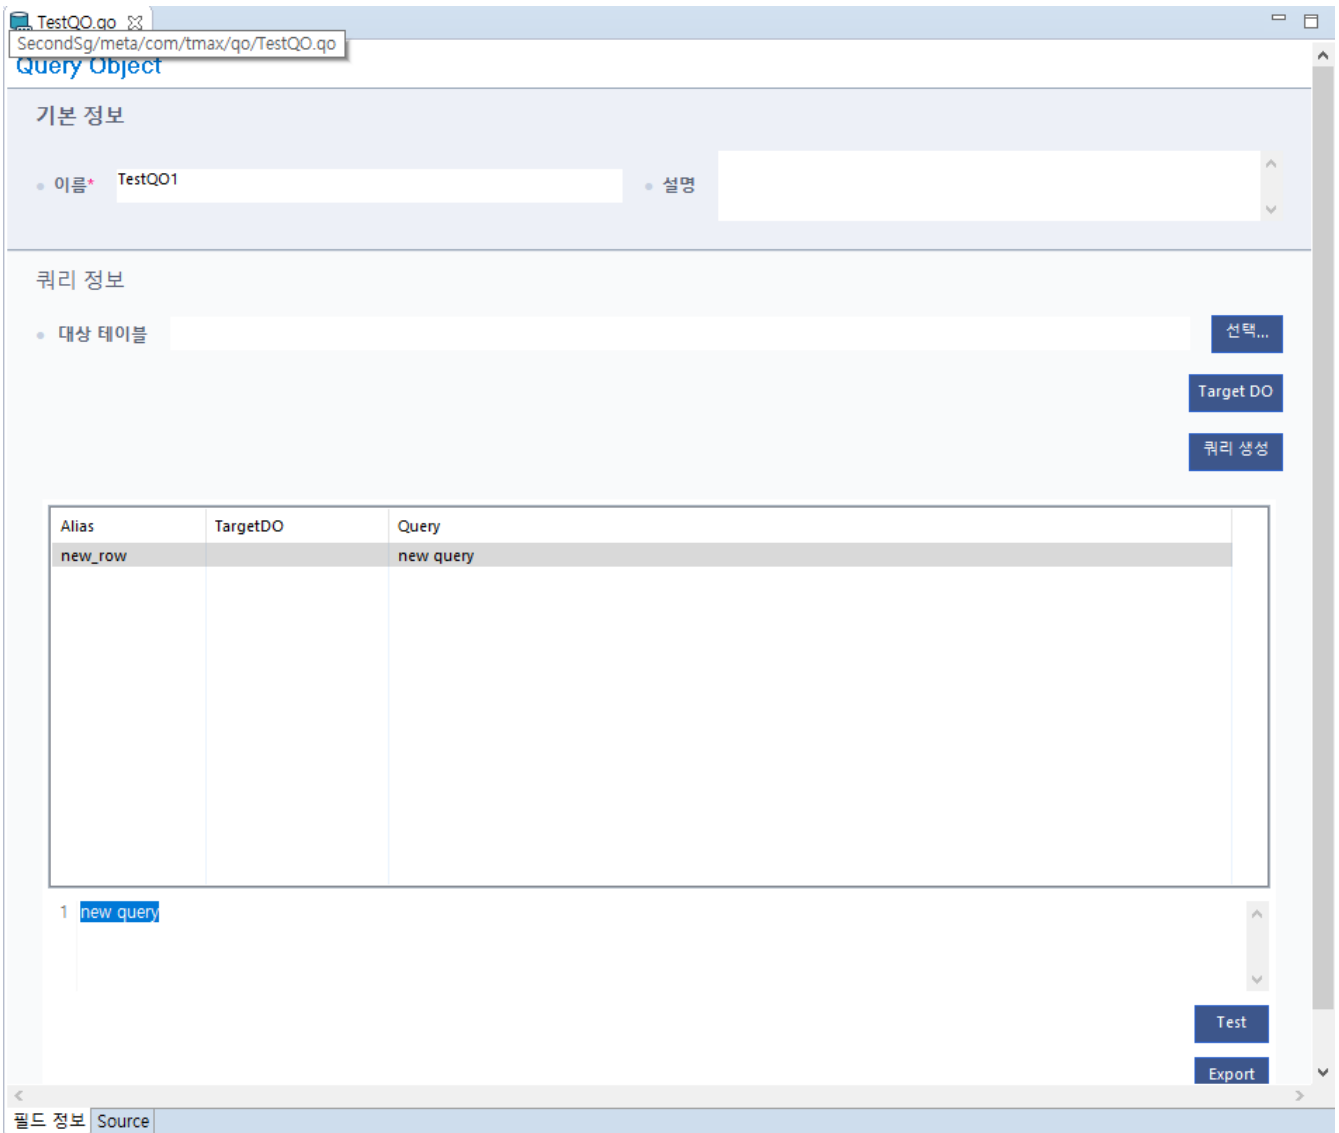 TestQO.qo
SecondSg/meta/com/tmax/qo/TestQO.qo
Query Object
기본 정보
이름* TestQO1 설명
쿼리 정보
대상 테이블 선택...
Target DO
쿼리 생성
Alias TargetDO Query
new_row new query
1 new query
Test
Export
필드 정보 Source